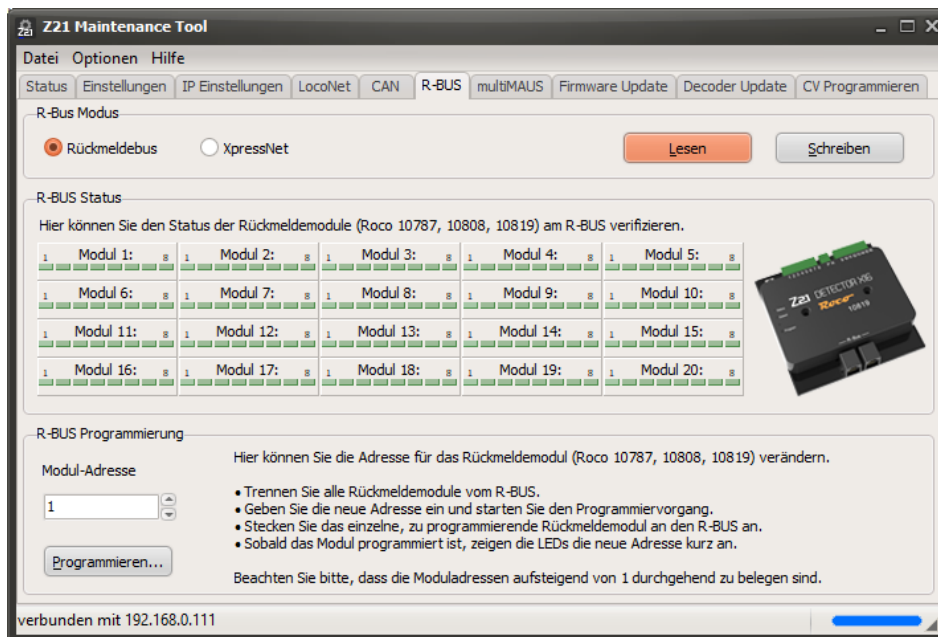 Z21 Maintenance Tool
Datei Optionen Hilfe
Status Einstellungen IP Einstellungen LocoNet CAN R-BUS multiMAUS Firmware Update Decoder Update CV Programmieren
R-Bus Modus
Rückmeldebus XpressNet Lesen Schreiben
R-BUS Status
Hier können Sie den Status der Rückmeldemodule (Roco 10787, 10808, 10819) am R-BUS verifizieren.
1 Modul 1: 8 1 Modul 2: 8 1 Modul 3: 8 1 Modul 4: 8 1 Modul 5: 8
1 Modul 6: 8 1 Modul 7: 8 1 Modul 8: 8 1 Modul 9: 8 1 Modul 10: 8
1 Modul 11: 8 1 Modul 12: 8 1 Modul 13: 8 1 Modul 14: 8 1 Modul 15: 8
1 Modul 16: 8 1 Modul 17: 8 1 Modul 18: 8 1 Modul 19: 8 1 Modul 20: 8
Z21 DETECTOR X16
Roco
10819
R-BUS Programmierung
Modul-Adresse
1
Programmieren...
Hier können Sie die Adresse für das Rückmeldemodul (Roco 10787, 10808, 10819) verändern.
• Trennen Sie alle Rückmeldemodule vom R-BUS.
• Geben Sie die neue Adresse ein und starten Sie den Programmiervorgang.
• Stecken Sie das einzelne, zu programmierende Rückmeldemodul an den R-BUS an.
• Sobald das Modul programmiert ist, zeigen die LEDs die neue Adresse kurz an.
Beachten Sie bitte, dass die Moduladressen aufsteigend von 1 durchgehend zu belegen sind.
verbunden mit 192.168.0.111